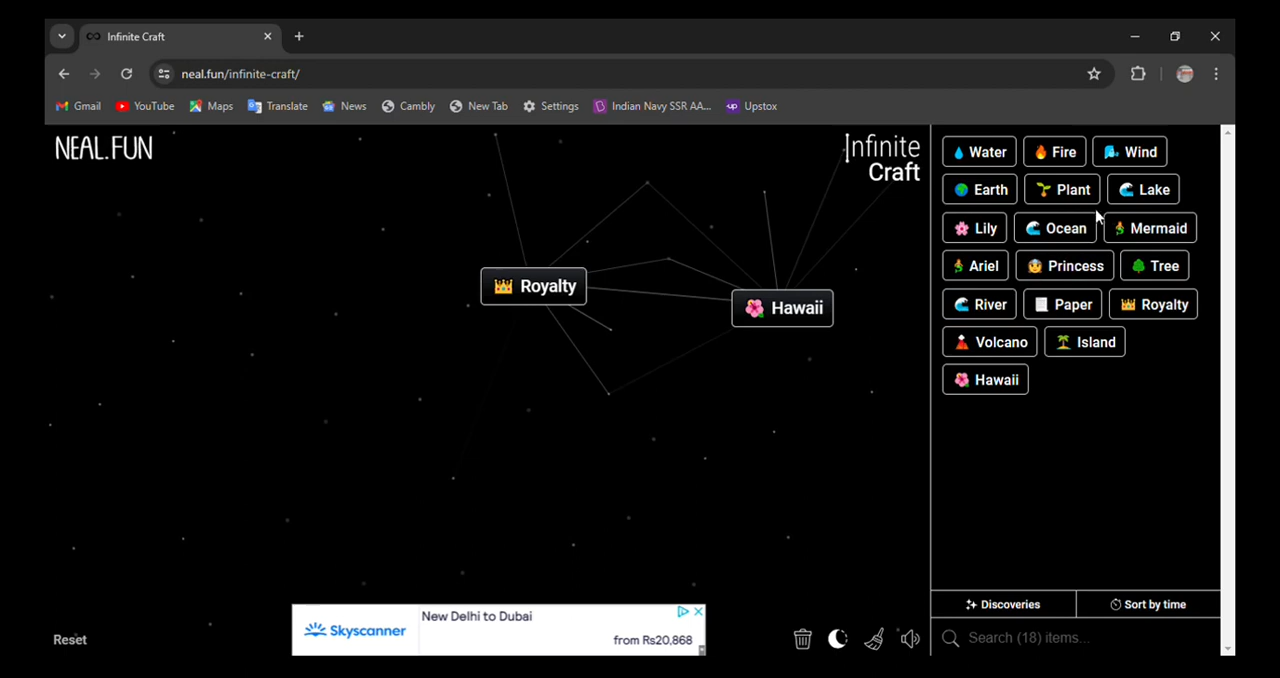 Infinite Craft
neal.fun/infinite-craft/
Gmail YouTube Maps Translate News Cambly New Tab Settings Indian Navy SSR AA... Upstox
NEAL.FUN
Infinite
Craft
Royalty
Hawaii
Water Fire Wind
Earth Plant Lake
Lily Ocean Mermaid
Ariel Princess Tree
River Paper Royalty
Volcano Island
Hawaii
Discoveries Sort by time
Search (18) items...
Reset
Skyscanner
New Delhi to Dubai
from Rs20,868